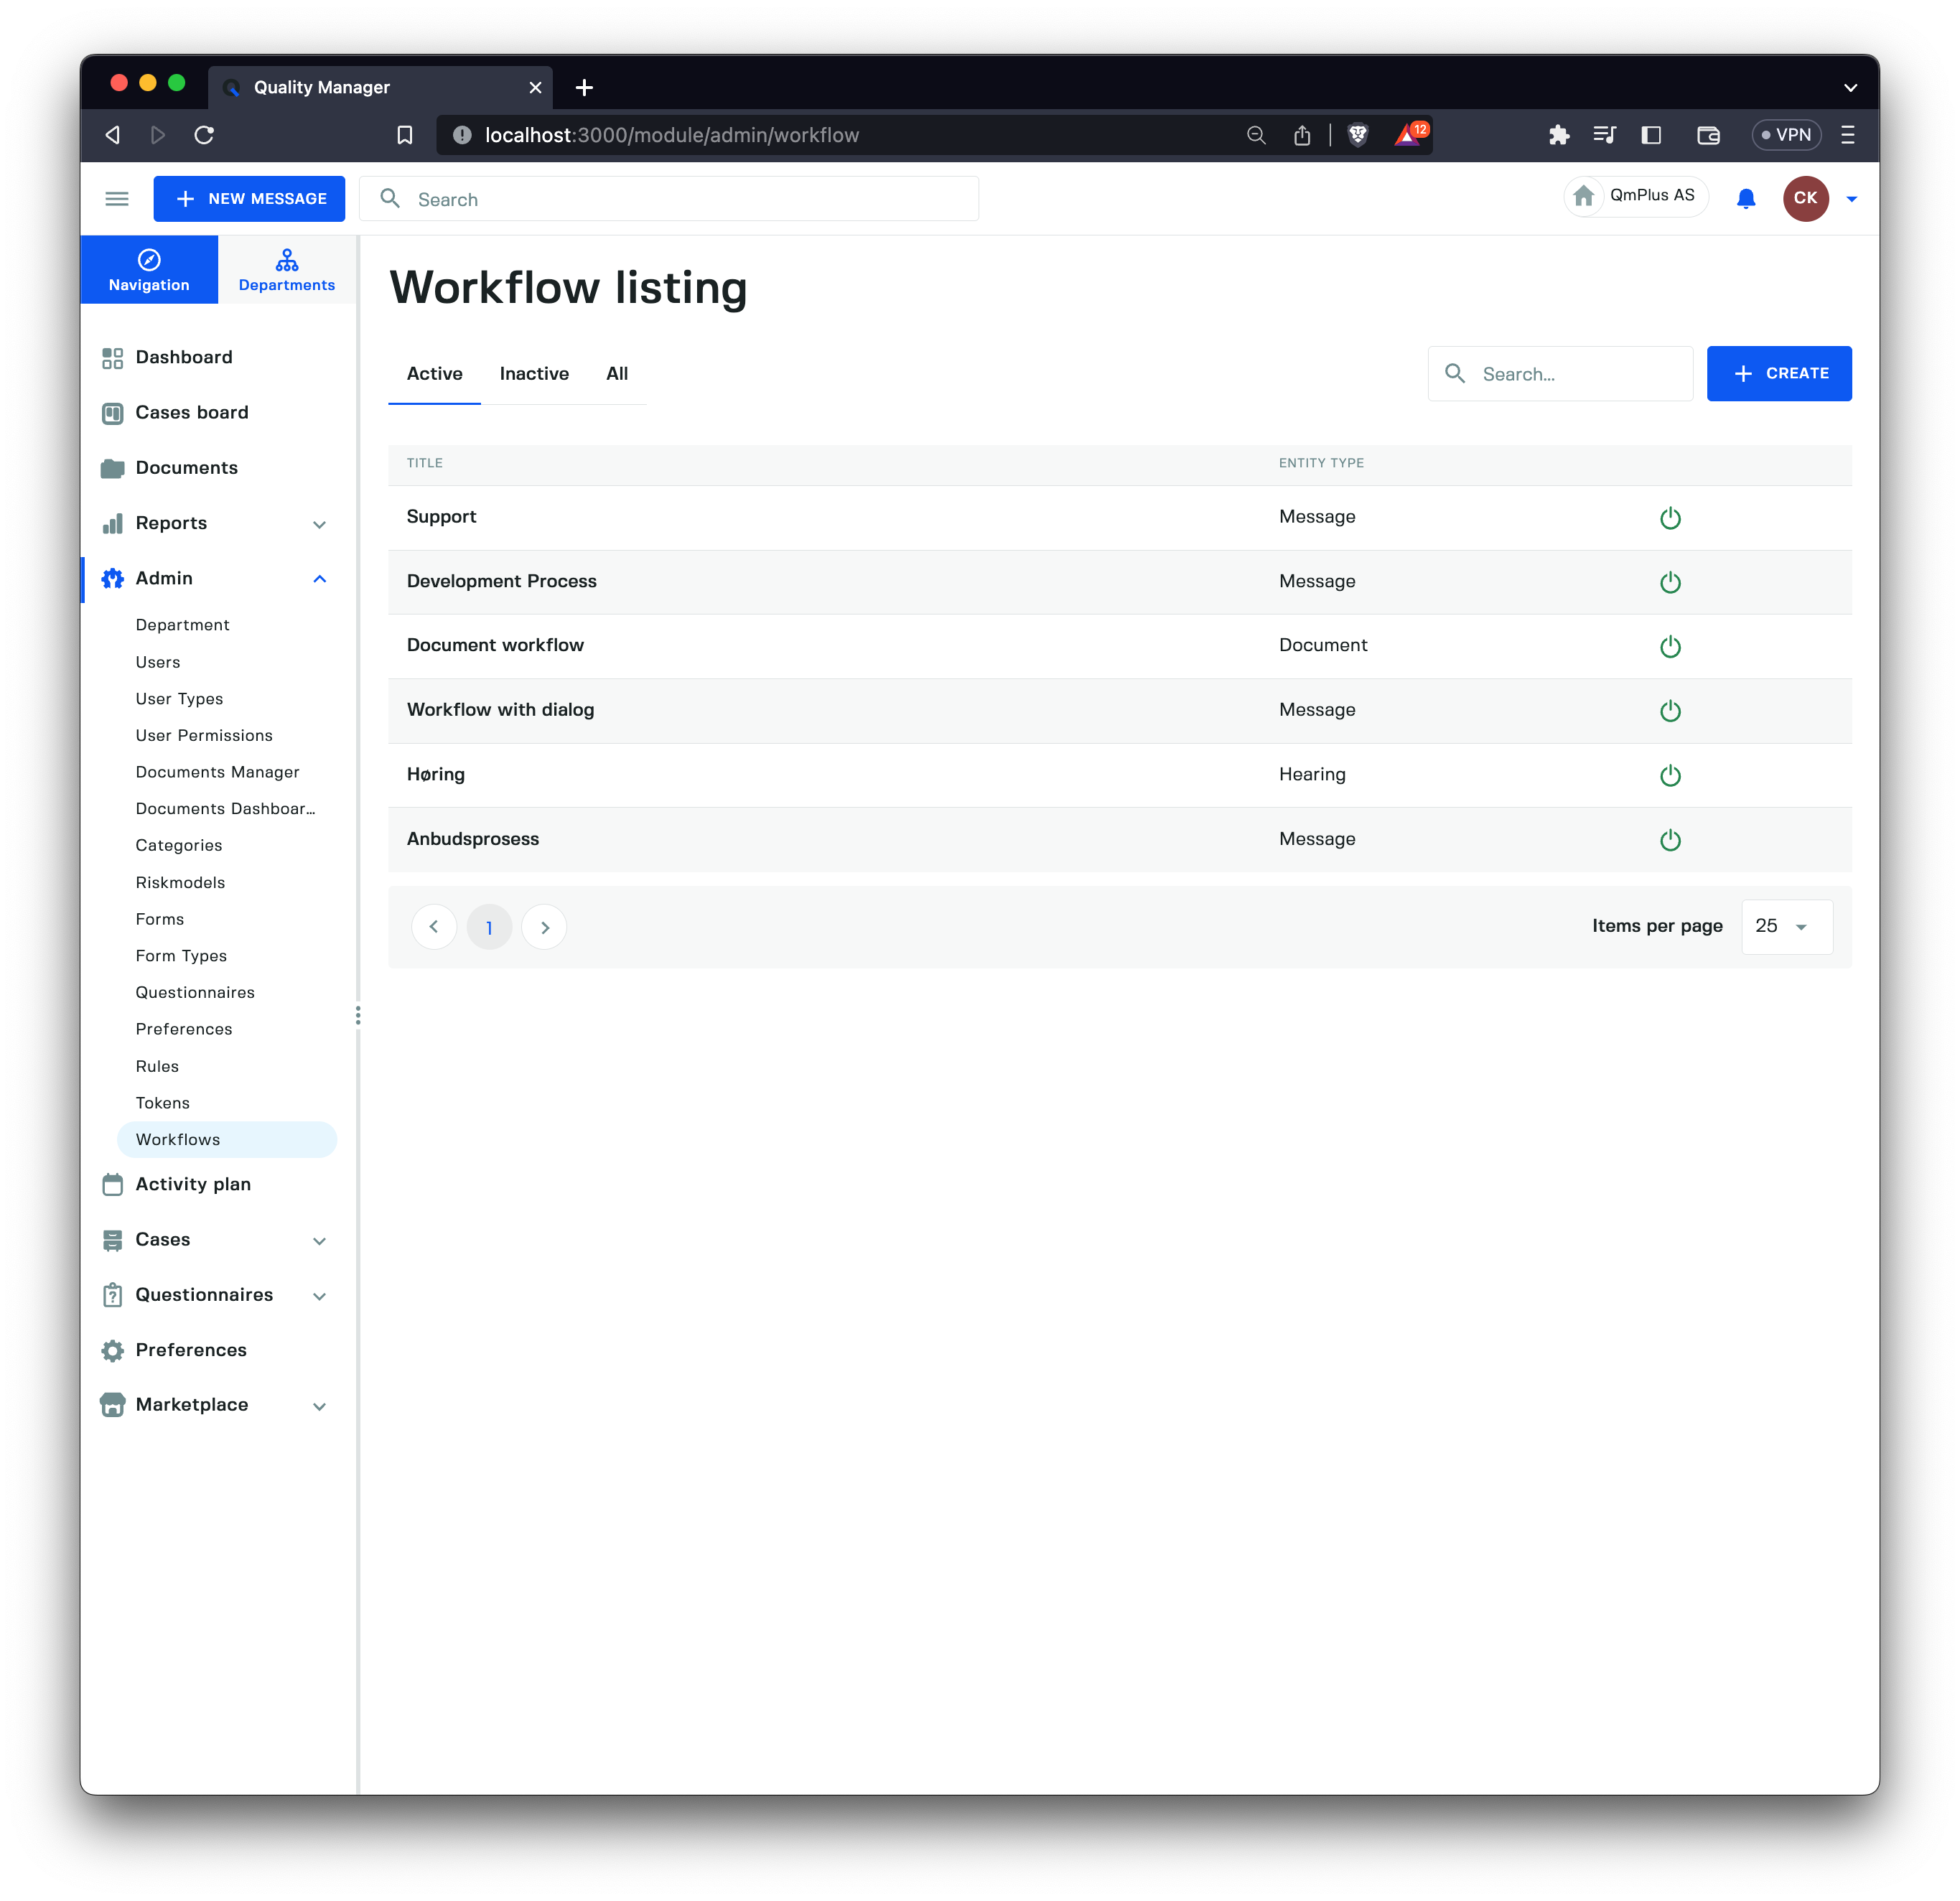 Quality Manager
localhost:3000/module/admin/workflow
12
VPN
NEW MESSAGE
Search
QmPlus AS
CK
Navigation
Departments
Dashboard
Cases board
Documents
Reports
Admin
Department
Users
User Types
User Permissions
Documents Manager
Documents Dashboar...
Categories
Riskmodels
Forms
Form Types
Questionnaires
Preferences
Rules
Tokens
Workflows
Activity plan
Cases
Questionnaires
Preferences
Marketplace
Workflow listing
Active Inactive All
Search...
CREATE
TITLE ENTITY TYPE
Support Message
Development Process Message
Document workflow Document
Workflow with dialog Message
Høring Hearing
Anbudsprosess Message
1
Items per page 25